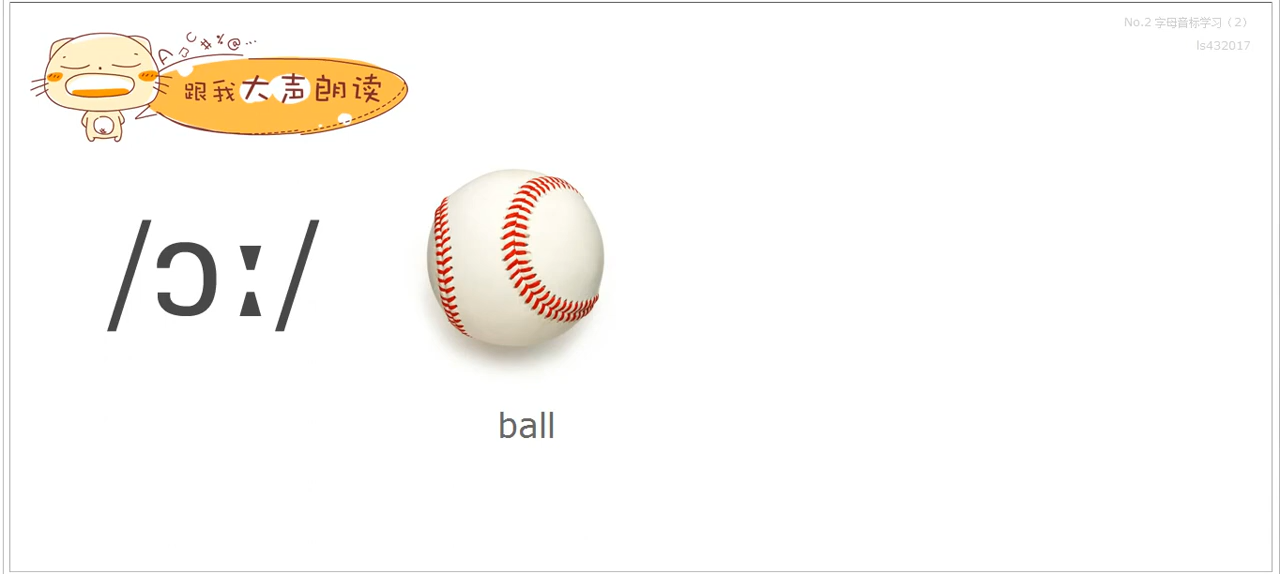 No.2 字母音标学习（2）
ls432017
A C # % @ ...
跟我大声朗读
/ɔː/
ball